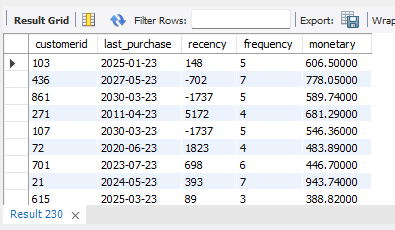 Result Grid Filter Rows: Export: Wrap
customerid last_purchase recency frequency monetary
103 2025-01-23 148 5 606.50000
436 2027-05-23 -702 7 778.05000
861 2030-03-23 -1737 5 589.74000
271 2011-04-23 5172 4 681.29000
107 2030-03-23 -1737 5 546.36000
72 2020-06-23 1823 4 483.89000
701 2023-07-23 698 6 446.70000
21 2024-05-23 393 7 943.74000
615 2025-03-23 89 3 388.82000
Result 230 ×